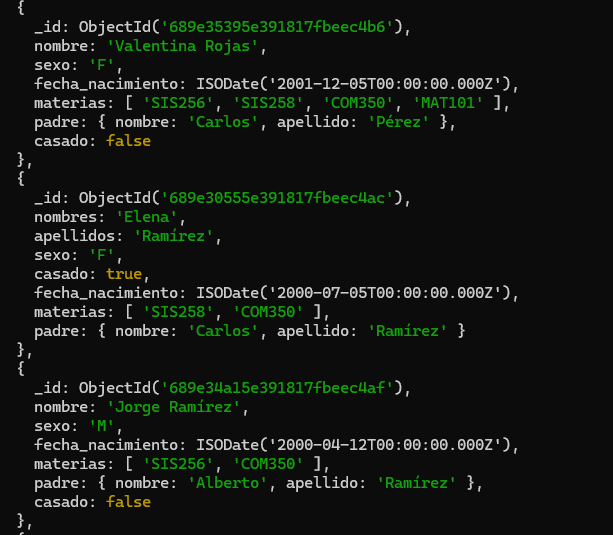 {
_id: ObjectId('689e35395e391817fbeec4b6'),
nombre: 'Valentina Rojas',
sexo: 'F',
fecha_nacimiento: ISODate('2001-12-05T00:00:00.000Z'),
materias: [ 'SIS256', 'SIS258', 'COM350', 'MAT101' ],
padre: { nombre: 'Carlos', apellido: 'Pérez' },
casado: false
},
{
_id: ObjectId('689e30555e391817fbeec4ac'),
nombres: 'Elena',
apellidos: 'Ramírez',
sexo: 'F',
casado: true,
fecha_nacimiento: ISODate('2000-07-05T00:00:00.000Z'),
materias: [ 'SIS258', 'COM350' ],
padre: { nombre: 'Carlos', apellido: 'Ramírez' }
},
{
_id: ObjectId('689e34a15e391817fbeec4af'),
nombre: 'Jorge Ramírez',
sexo: 'M',
fecha_nacimiento: ISODate('2000-04-12T00:00:00.000Z'),
materias: [ 'SIS256', 'COM350' ],
padre: { nombre: 'Alberto', apellido: 'Ramírez' },
casado: false
},